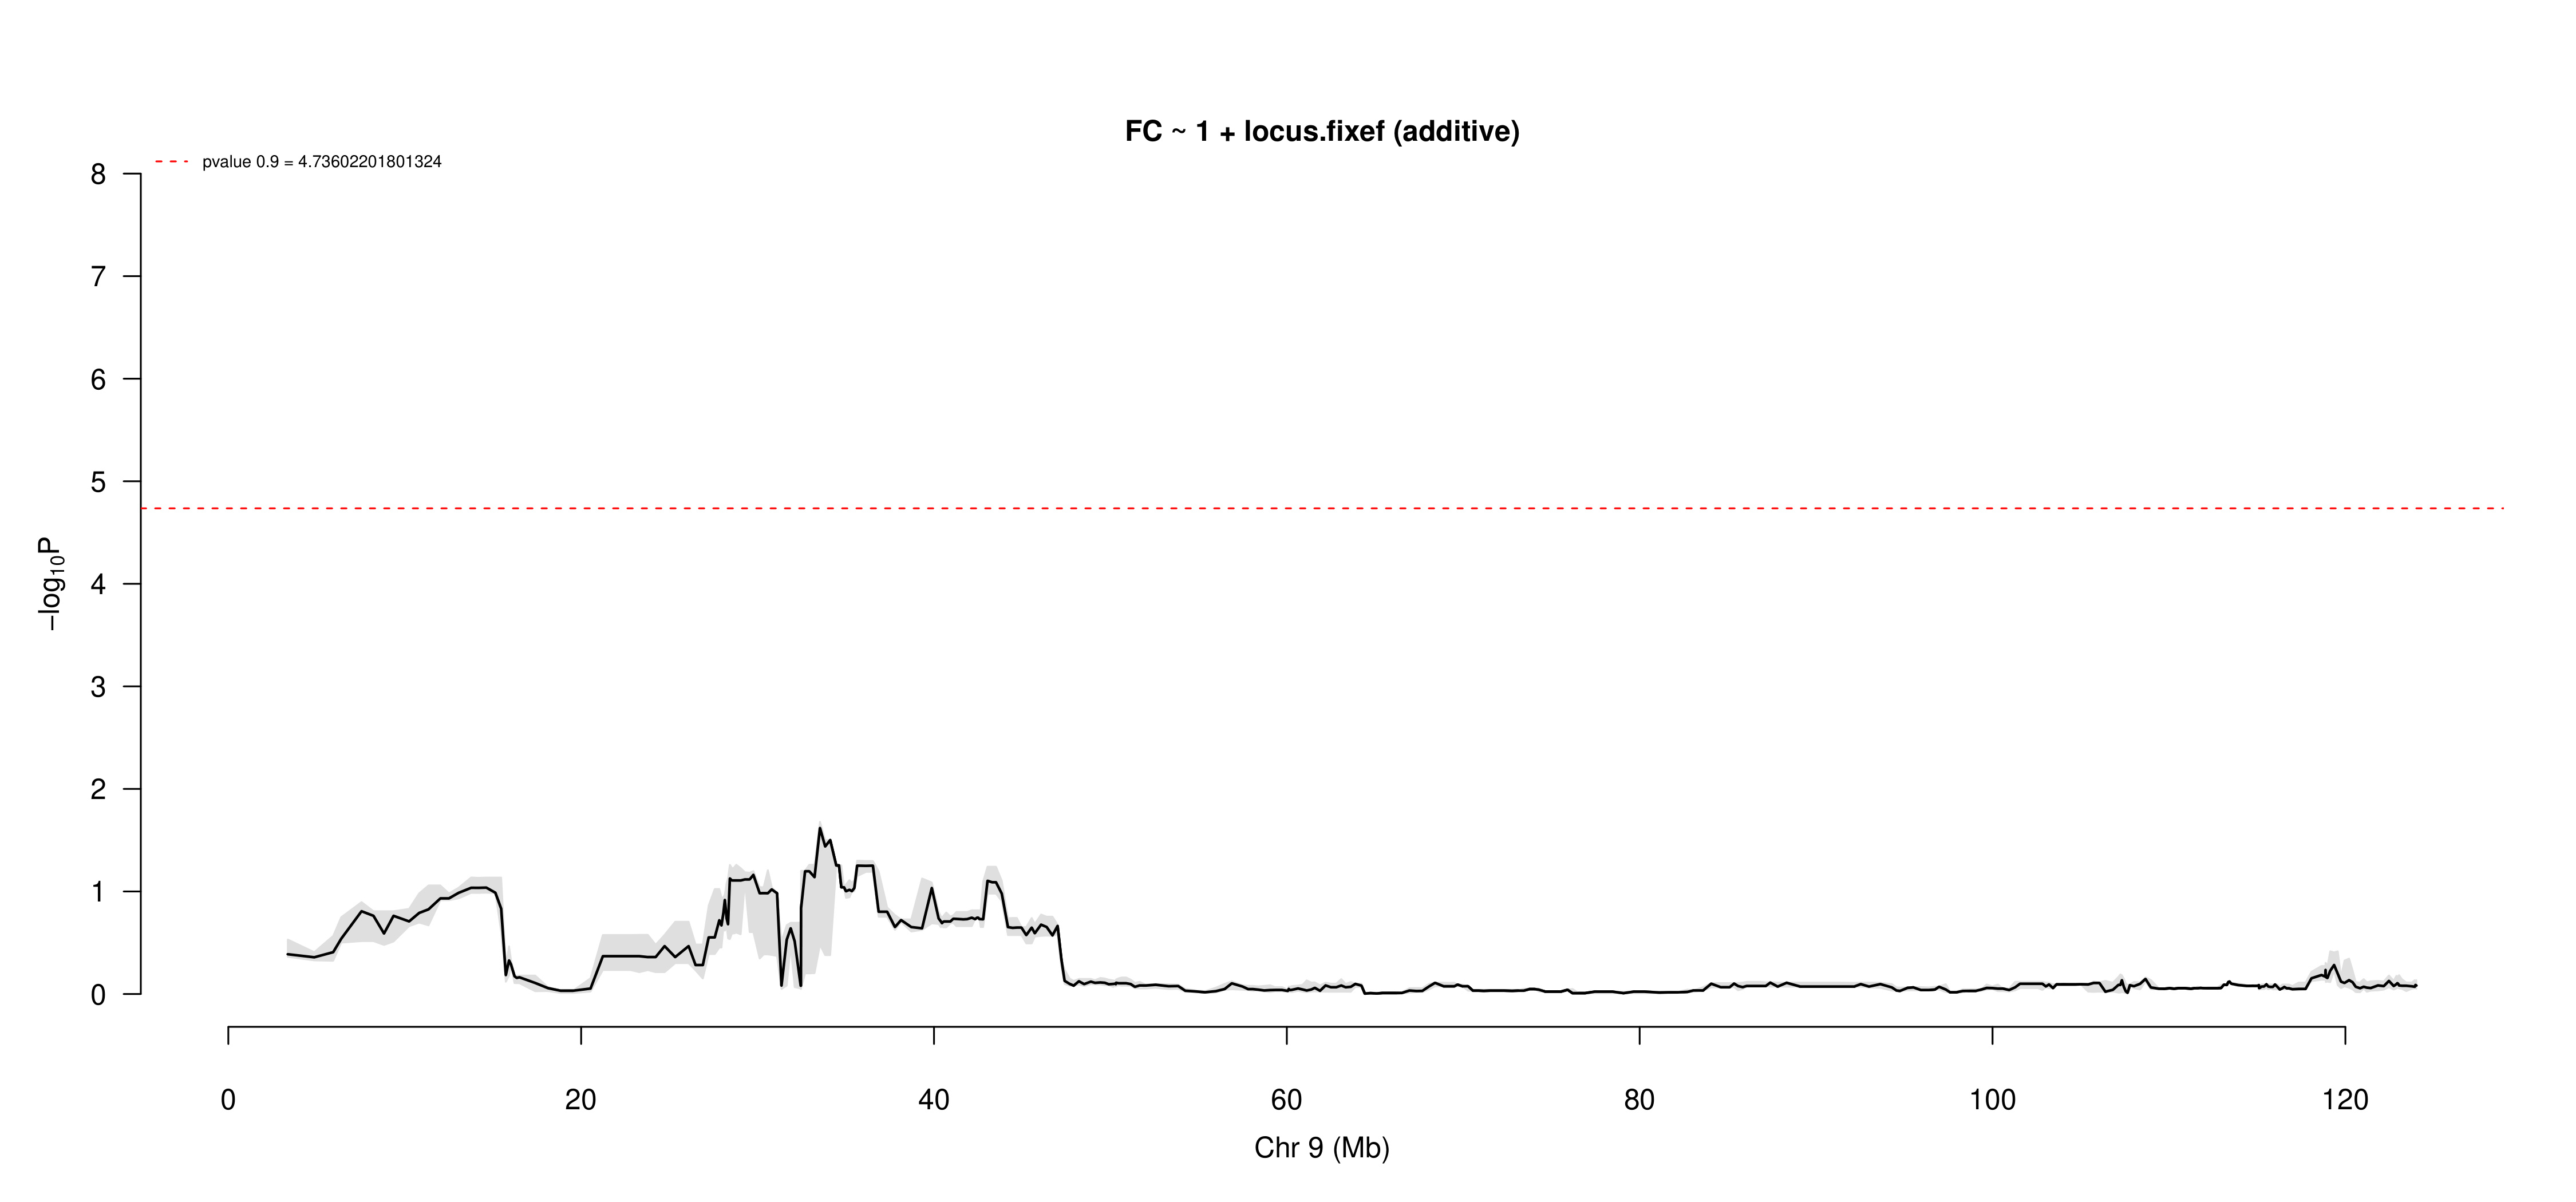 FC ~ 1 + locus.fixef (additive)
pvalue 0.9 = 4.73602201801324
8
7
6
5
4
3
2
1
0
−log10P
0 20 40 60 80 100 120
Chr 9 (Mb)